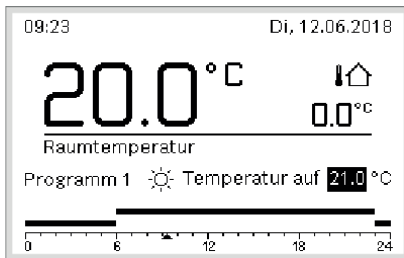 09:23 Di, 12.06.2018
20.0°C
0.0°C
Raumtemperatur
Programm 1 Temperatur auf 21.0 °C
0 6 12 18 24